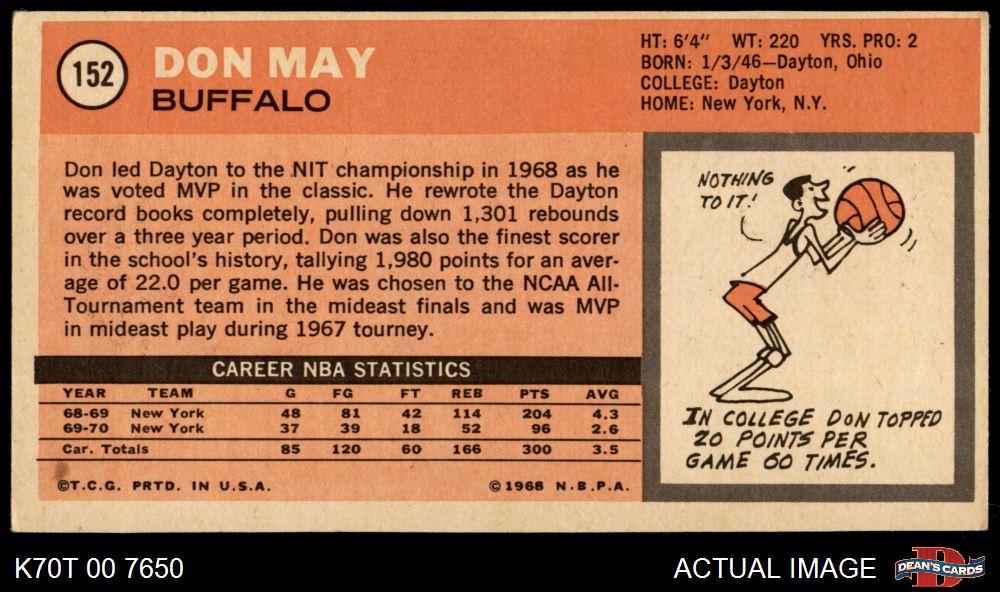 152
DON MAY
BUFFALO
HT: 6'4" WT: 220 YRS. PRO: 2
BORN: 1/3/46—Dayton, Ohio
COLLEGE: Dayton
HOME: New York, N.Y.
Don led Dayton to the NIT championship in 1968 as he
was voted MVP in the classic. He rewrote the Dayton
record books completely, pulling down 1,301 rebounds
over a three year period. Don was also the finest scorer
in the school's history, tallying 1,980 points for an aver-
age of 22.0 per game. He was chosen to the NCAA All-
Tournament team in the mideast finals and was MVP
in mideast play during 1967 tourney.
CAREER NBA STATISTICS
YEAR TEAM G FG FT REB PTS AVG
68-69 New York 48 81 42 114 204 4.3
69-70 New York 37 39 18 52 96 2.6
Car. Totals 85 120 60 166 300 3.5
©T.C.G. PRTD. IN U.S.A. ©1968 N.B.P.A.
NOTHING
TO IT!
IN COLLEGE DON TOPPED
20 POINTS PER
GAME 60 TIMES.
K70T 00 7650
ACTUAL IMAGE
D
DEAN'S CARDS